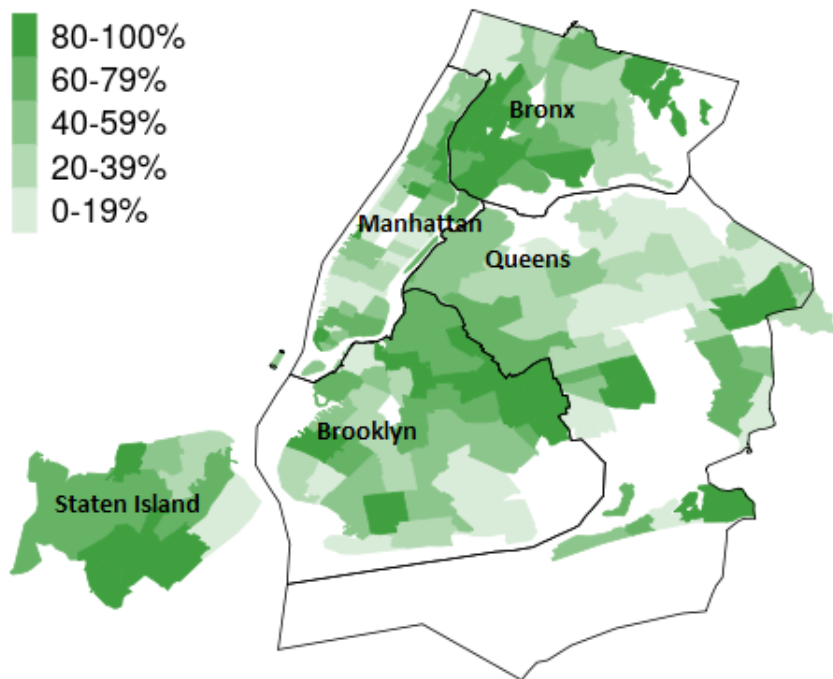 80-100%
60-79%
40-59%
20-39%
0-19%
Bronx
Manhattan
Queens
Brooklyn
Staten Island